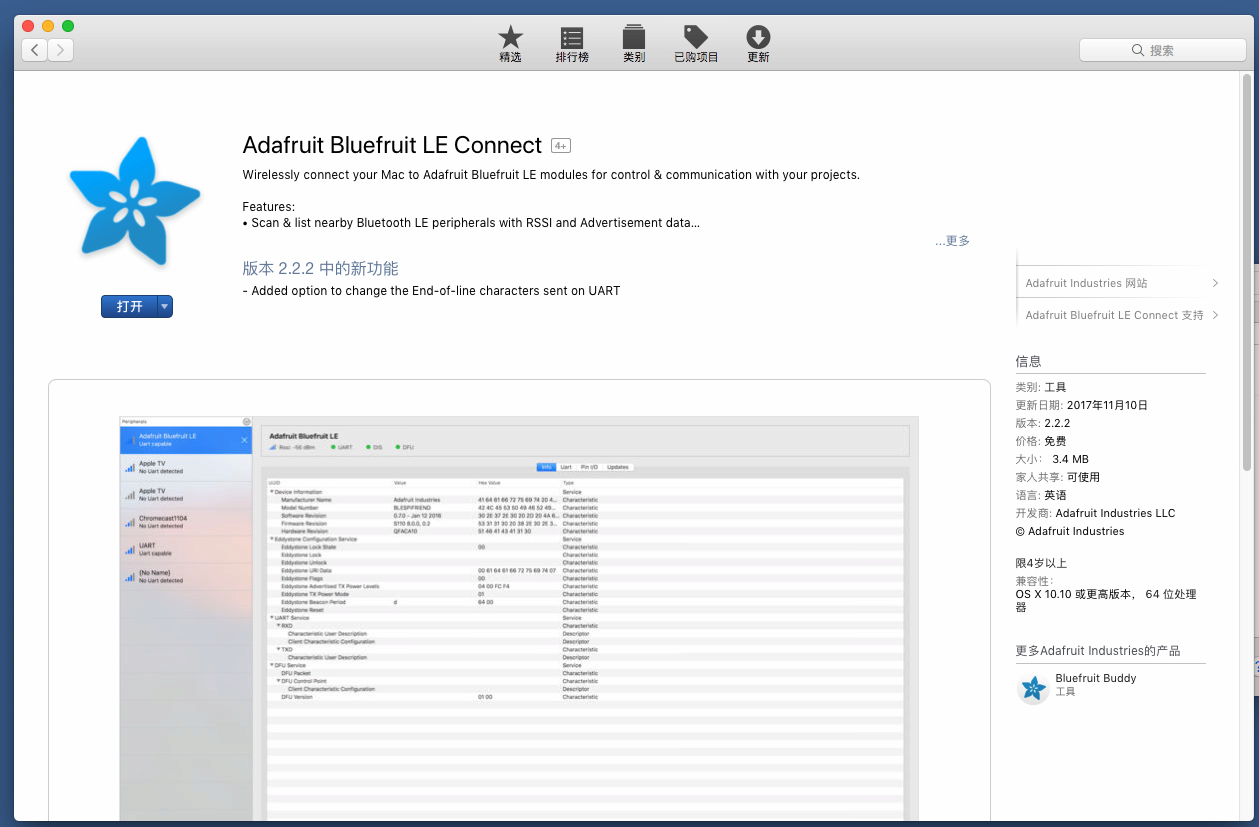 精选
排行榜
类别
已购项目
更新
搜索
Adafruit Bluefruit LE Connect 4+
Wirelessly connect your Mac to Adafruit Bluefruit LE modules for control & communication with your projects.
Features:
• Scan & list nearby Bluetooth LE peripherals with RSSI and Advertisement data...
...更多
版本 2.2.2 中的新功能
- Added option to change the End-of-line characters sent on UART
打开
Adafruit Industries 网站
Adafruit Bluefruit LE Connect 支持
信息
类别: 工具
更新日期: 2017年11月10日
版本: 2.2.2
价格: 免费
大小: 3.4 MB
家人共享: 可使用
语言: 英语
开发商: Adafruit Industries LLC
© Adafruit Industries
限4岁以上
兼容性:
OS X 10.10 或更高版本， 64 位处理
器
更多Adafruit Industries的产品
Bluefruit Buddy
工具
Peripherals
Adafruit Bluefruit LE
Uart capable
Apple TV
No Uart detected
Apple TV
No Uart detected
Chromecast1104
No Uart detected
UART
Uart capable
(No Name)
No Uart detected
Adafruit Bluefruit LE
Rssi: -56 dBm UART DIS DFU
Info Uart Pin I/O Updates
UUID Value Hex Value Type
Device Information Service
Manufacturer Name Adafruit Industries 41 64 61 66 72 75 69 74 20 4... Characteristic
Model Number BLESPIFRIEND 42 4C 45 53 50 49 46 52 49... Characteristic
Software Revision 0.7.0 - Jan 12 2016 30 2E 37 2E 30 20 2D 20 4A 6... Characteristic
Firmware Revision S110 8.0.0, 0.2 53 31 31 30 20 38 2E 30 2E 3... Characteristic
Hardware Revision QFACA10 51 46 41 43 41 31 30 Characteristic
Eddystone Configuration Service Service
Eddystone Lock State 00 Characteristic
Eddystone Lock Characteristic
Eddystone Unlock Characteristic
Eddystone URI Data 00 61 64 61 66 72 75 69 74 07 Characteristic
Eddystone Flags 00 Characteristic
Eddystone Advertised TX Power Levels 04 00 FC F4 Characteristic
Eddystone TX Power Mode 01 Characteristic
Eddystone Beacon Period d 64 00 Characteristic
Eddystone Reset Characteristic
UART Service Service
RXD Characteristic
Characteristic User Description Descriptor
Client Characteristic Configuration Descriptor
TXD Characteristic
Characteristic User Description Descriptor
DFU Service Service
DFU Packet Characteristic
DFU Control Point Characteristic
Client Characteristic Configuration Descriptor
DFU Version 01 00 Characteristic